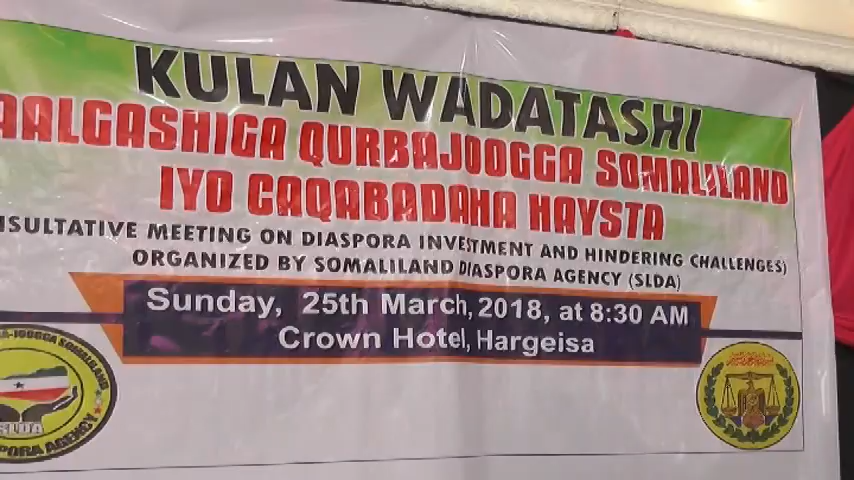 KULAN WADATASHI
AALGASHIGA QURBAJOOGGA SOMALILAND
IYO CAQABADAHA HAYSTA
NSULTATIVE MEETING ON DIASPORA INVESTMENT AND HINDERING CHALLENGES)
ORGANIZED BY SOMALILAND DIASPORA AGENCY (SLDA)
Sunday, 25th March, 2018, at 8:30 AM
Crown Hotel, Hargeisa
SLDA
PORA AGENCY